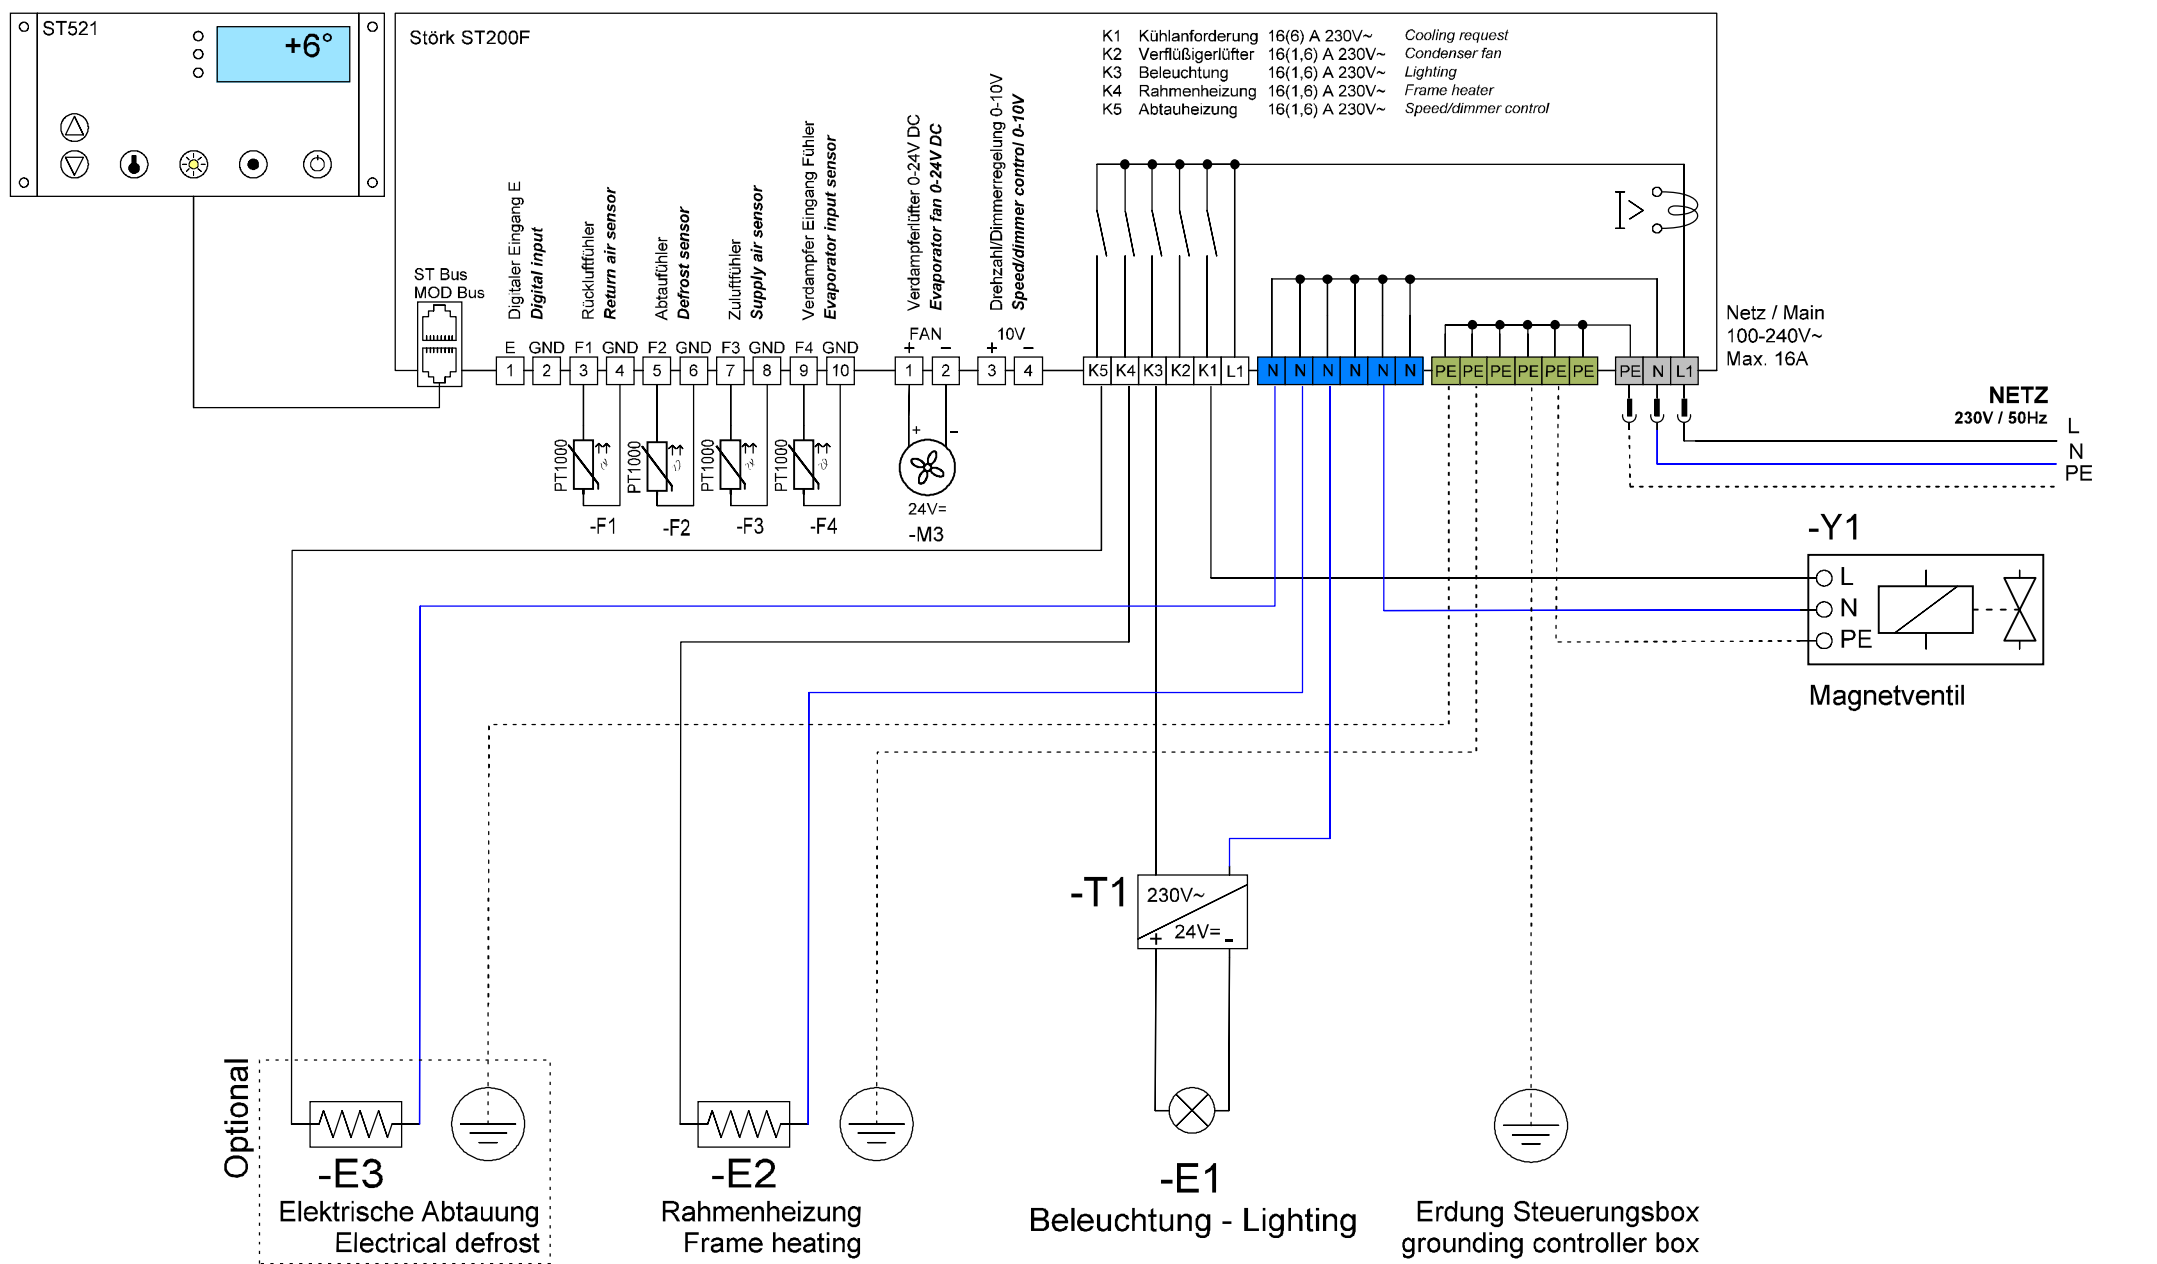 ST521
+6°
Störk ST200F
K1 Kühlanforderung 16(6) A 230V~ Cooling request
K2 Verflüßigerlüfter 16(1,6) A 230V~ Condenser fan
K3 Beleuchtung 16(1,6) A 230V~ Lighting
K4 Rahmenheizung 16(1,6) A 230V~ Frame heater
K5 Abtauheizung 16(1,6) A 230V~ Speed/dimmer control
ST Bus
MOD Bus
Digitaler Eingang E
Digital input
Rückluftfühler
Return air sensor
Abtaufühler
Defrost sensor
Zuluftfühler
Supply air sensor
Verdampfer Eingang Fühler
Evaporator input sensor
Verdampferlüfter 0-24V DC
Evaporator fan 0-24V DC
Drehzahl/Dimmerregelung 0-10V
Speed/dimmer control 0-10V
FAN
10V
E GND F1 GND F2 GND F3 GND F4 GND + − + −
1 2 3 4 5 6 7 8 9 10 1 2 3 4 K5 K4 K3 K2 K1 L1 N N N N N N PE PE PE PE PE PE PE N L1
Netz / Main
100-240V~
Max. 16A
NETZ
230V / 50Hz
L
N
PE
PT1000
PT1000
PT1000
PT1000
+ −
24V=
-F1
-F2
-F3
-F4
-M3
-Y1
L
N
PE
Magnetventil
-T1
230V~
+ 24V= -
Optional
-E3
Elektrische Abtauung
Electrical defrost
-E2
Rahmenheizung
Frame heating
-E1
Beleuchtung - Lighting
Erdung Steuerungsbox
grounding controller box